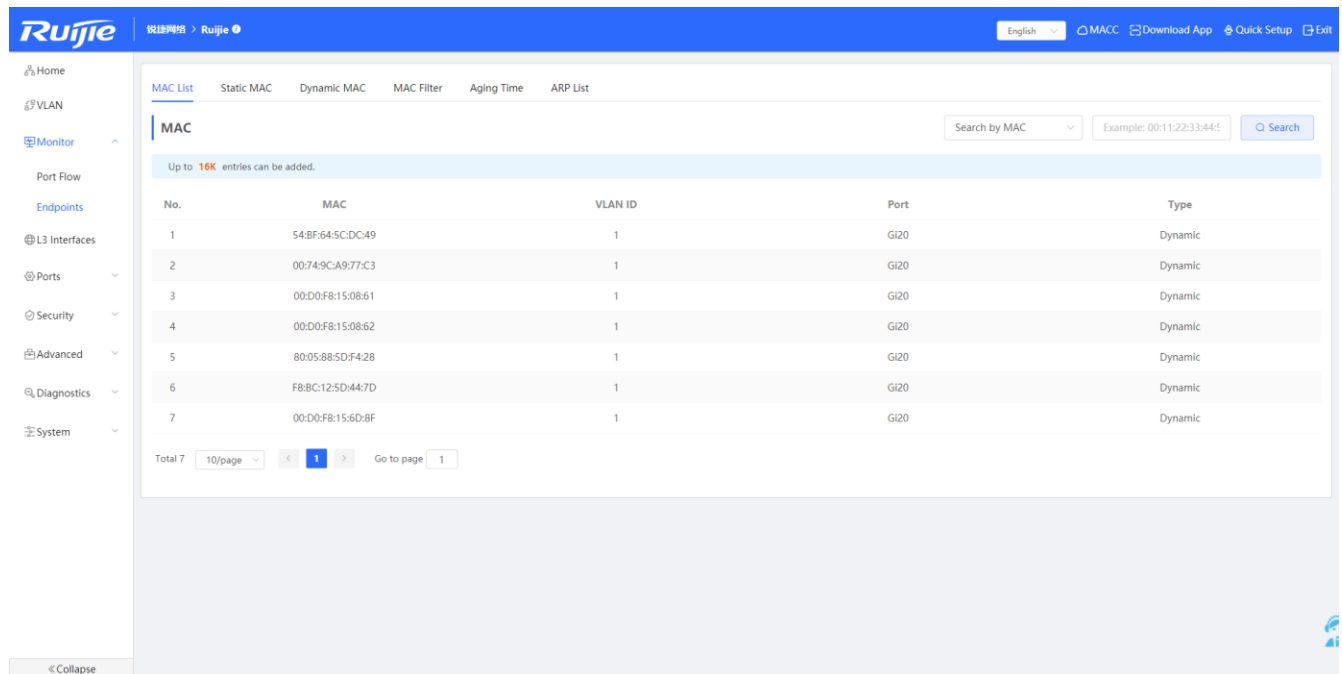 Ruijie 锐捷网络 > Ruijie English MACC Download App Quick Setup Exit
Home
VLAN
Monitor
Port Flow
Endpoints
L3 Interfaces
Ports
Security
Advanced
Diagnostics
System
«Collapse
MAC List Static MAC Dynamic MAC MAC Filter Aging Time ARP List
MAC Search by MAC Example: 00:11:22:33:44: Search
Up to 16K entries can be added.
No. MAC VLAN ID Port Type
1 54:BF:64:5C:DC:49 1 Gi20 Dynamic
2 00:74:9C:A9:77:C3 1 Gi20 Dynamic
3 00:D0:F8:15:08:61 1 Gi20 Dynamic
4 00:D0:F8:15:08:62 1 Gi20 Dynamic
5 80:05:88:5D:F4:28 1 Gi20 Dynamic
6 F8:BC:12:5D:44:7D 1 Gi20 Dynamic
7 00:D0:F8:15:6D:8F 1 Gi20 Dynamic
Total 7 10/page < 1 > Go to page 1